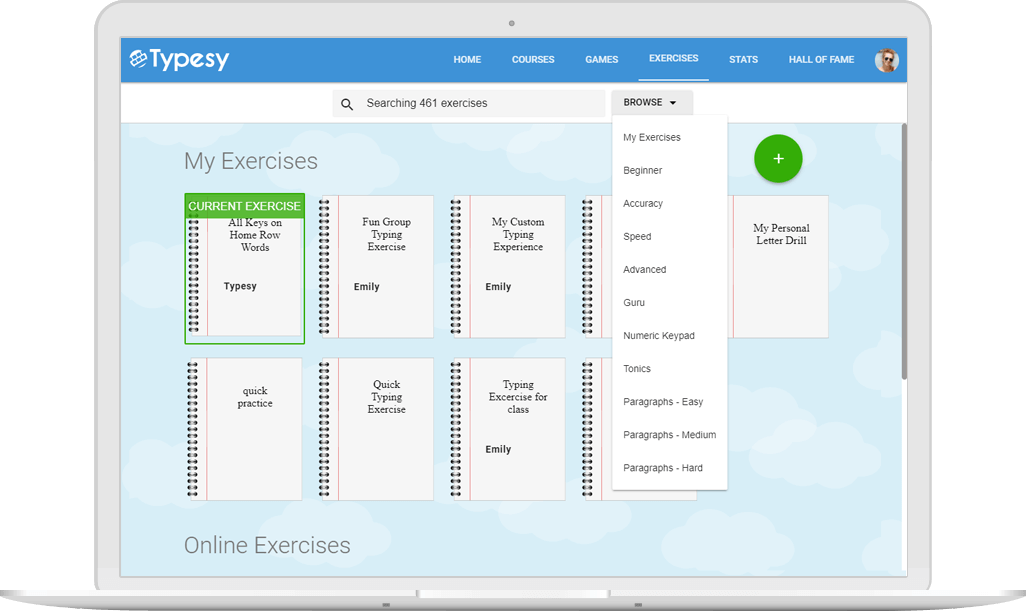 Typesy
HOME
COURSES
GAMES
EXERCISES
STATS
HALL OF FAME
Searching 461 exercises
BROWSE
My Exercises
Beginner
Accuracy
Speed
Advanced
Guru
Numeric Keypad
Tonics
Paragraphs - Easy
Paragraphs - Medium
Paragraphs - Hard
My Exercises
+
CURRENT EXERCISE
All Keys on
Home Row
Words
Typesy
Fun Group
Typing
Exercise
Emily
My Custom
Typing
Experience
Emily
My Personal
Letter Drill
quick
practice
Quick
Typing
Exercise
Typing
Excercise for
class
Emily
Online Exercises